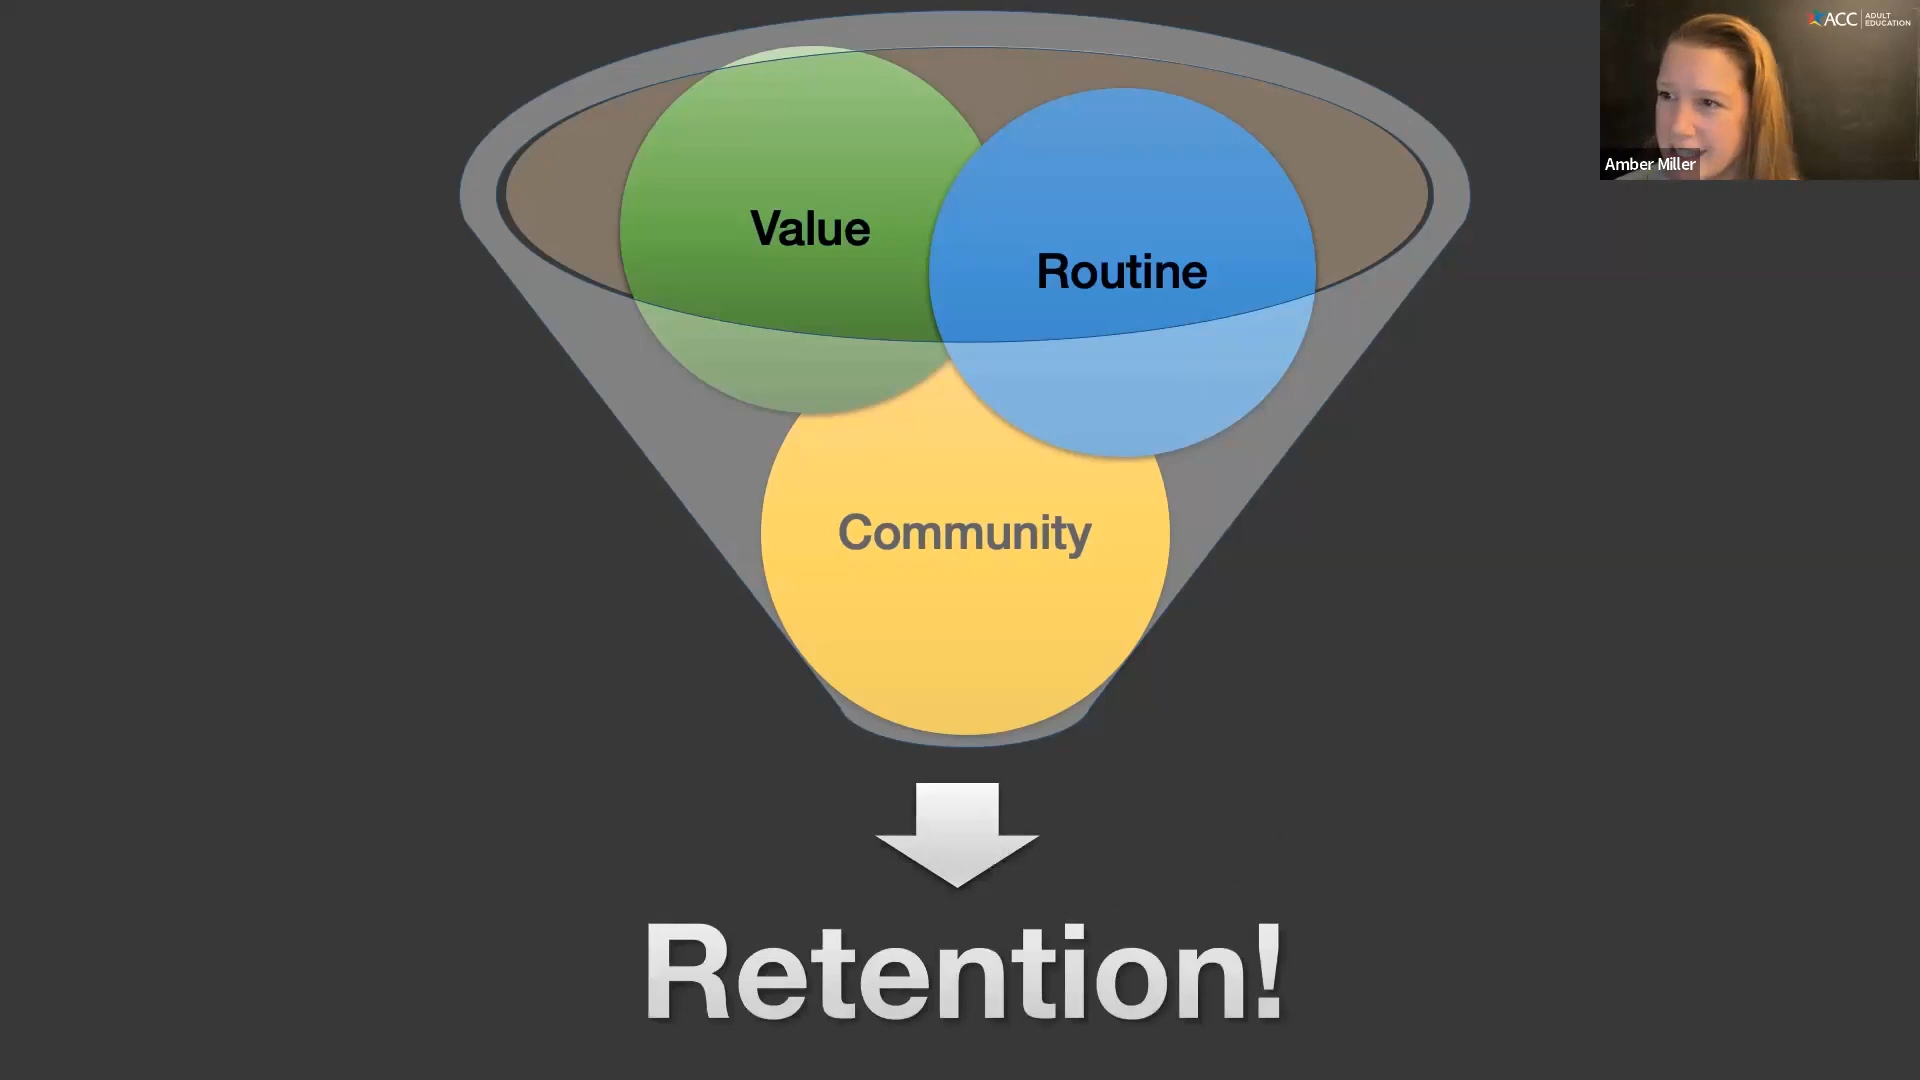 Value
Routine
Community
Retention!
ACC ADULT
EDUCATION
Amber Miller